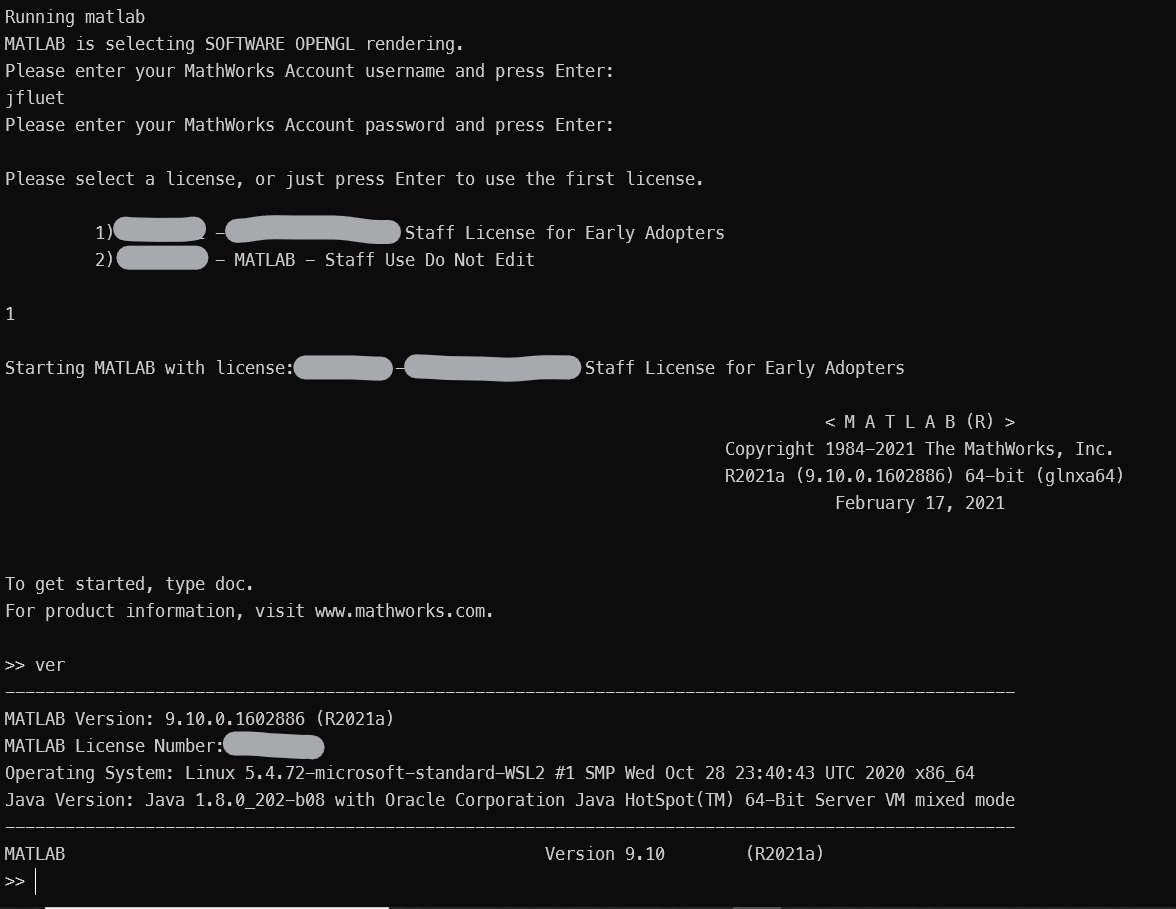 Running matlab
MATLAB is selecting SOFTWARE OPENGL rendering.
Please enter your MathWorks Account username and press Enter:
jfluet
Please enter your MathWorks Account password and press Enter:
Please select a license, or just press Enter to use the first license.
1) – Staff License for Early Adopters
2) – MATLAB – Staff Use Do Not Edit
1
Starting MATLAB with license: – Staff License for Early Adopters
< M A T L A B (R) >
Copyright 1984–2021 The MathWorks, Inc.
R2021a (9.10.0.1602886) 64–bit (glnxa64)
February 17, 2021
To get started, type doc.
For product information, visit www.mathworks.com.
>> ver
–––––––––––––––––––––––––––––––––––––––––––––––––––––––––––––––––––––––––––––––––––––––––––––––––––––
MATLAB Version: 9.10.0.1602886 (R2021a)
MATLAB License Number:
Operating System: Linux 5.4.72–microsoft–standard–WSL2 #1 SMP Wed Oct 28 23:40:43 UTC 2020 x86_64
Java Version: Java 1.8.0_202–b08 with Oracle Corporation Java HotSpot(TM) 64–Bit Server VM mixed mode
–––––––––––––––––––––––––––––––––––––––––––––––––––––––––––––––––––––––––––––––––––––––––––––––––––––
MATLAB Version 9.10 (R2021a)
>>